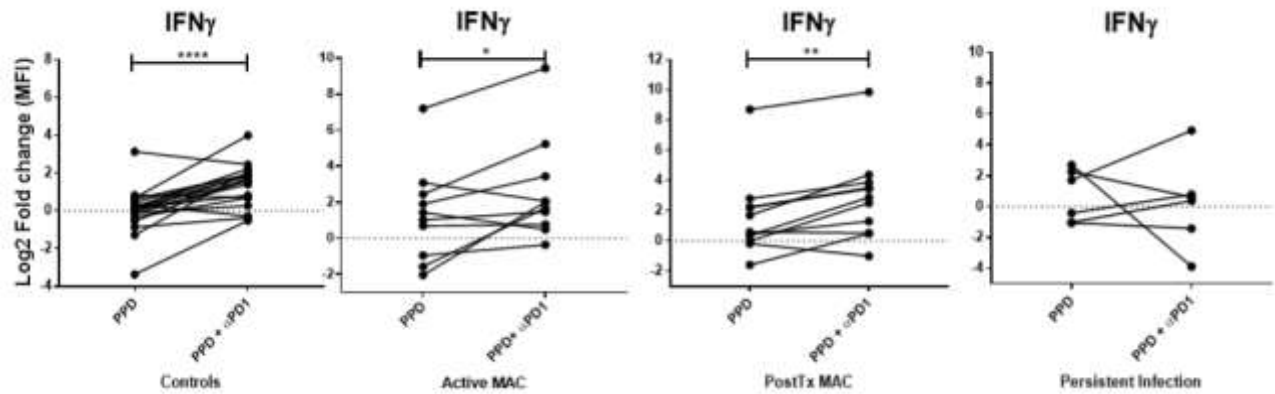 IFNγ
****
Log2 Fold change (MFI)
8
6
4
2
0
-2
-4
PPD
PPD + αPD1
Controls
IFNγ
*
10
8
6
4
2
0
-2
PPD
PPD+ αPD1
Active MAC
IFNγ
**
12
10
8
6
4
2
0
-2
PPD
PPD + αPD1
PostTx MAC
IFNγ
10
8
6
4
2
0
-2
-4
PPD
PPD + αPD1
Persistent Infection